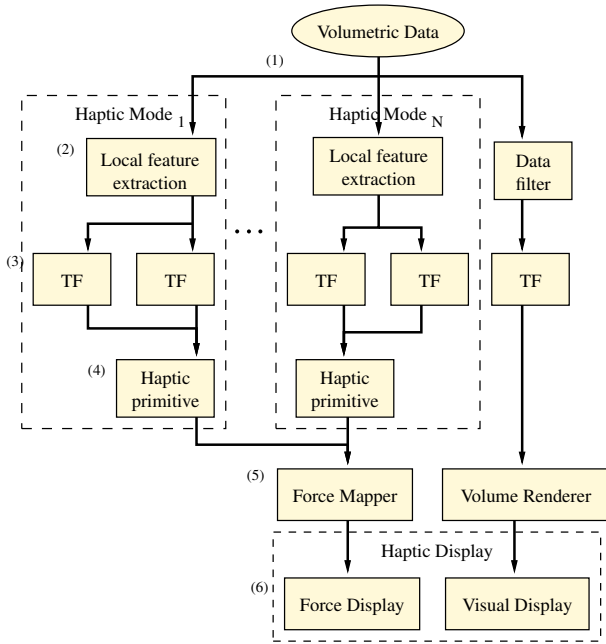 Volumetric Data
(1)
Haptic Mode 1
Haptic Mode N
(2)
Local feature
extraction
Local feature
extraction
Data
filter
...
(3)
TF
TF
TF
TF
TF
(4)
Haptic
primitive
Haptic
primitive
(5)
Force Mapper
Volume Renderer
Haptic Display
(6)
Force Display
Visual Display